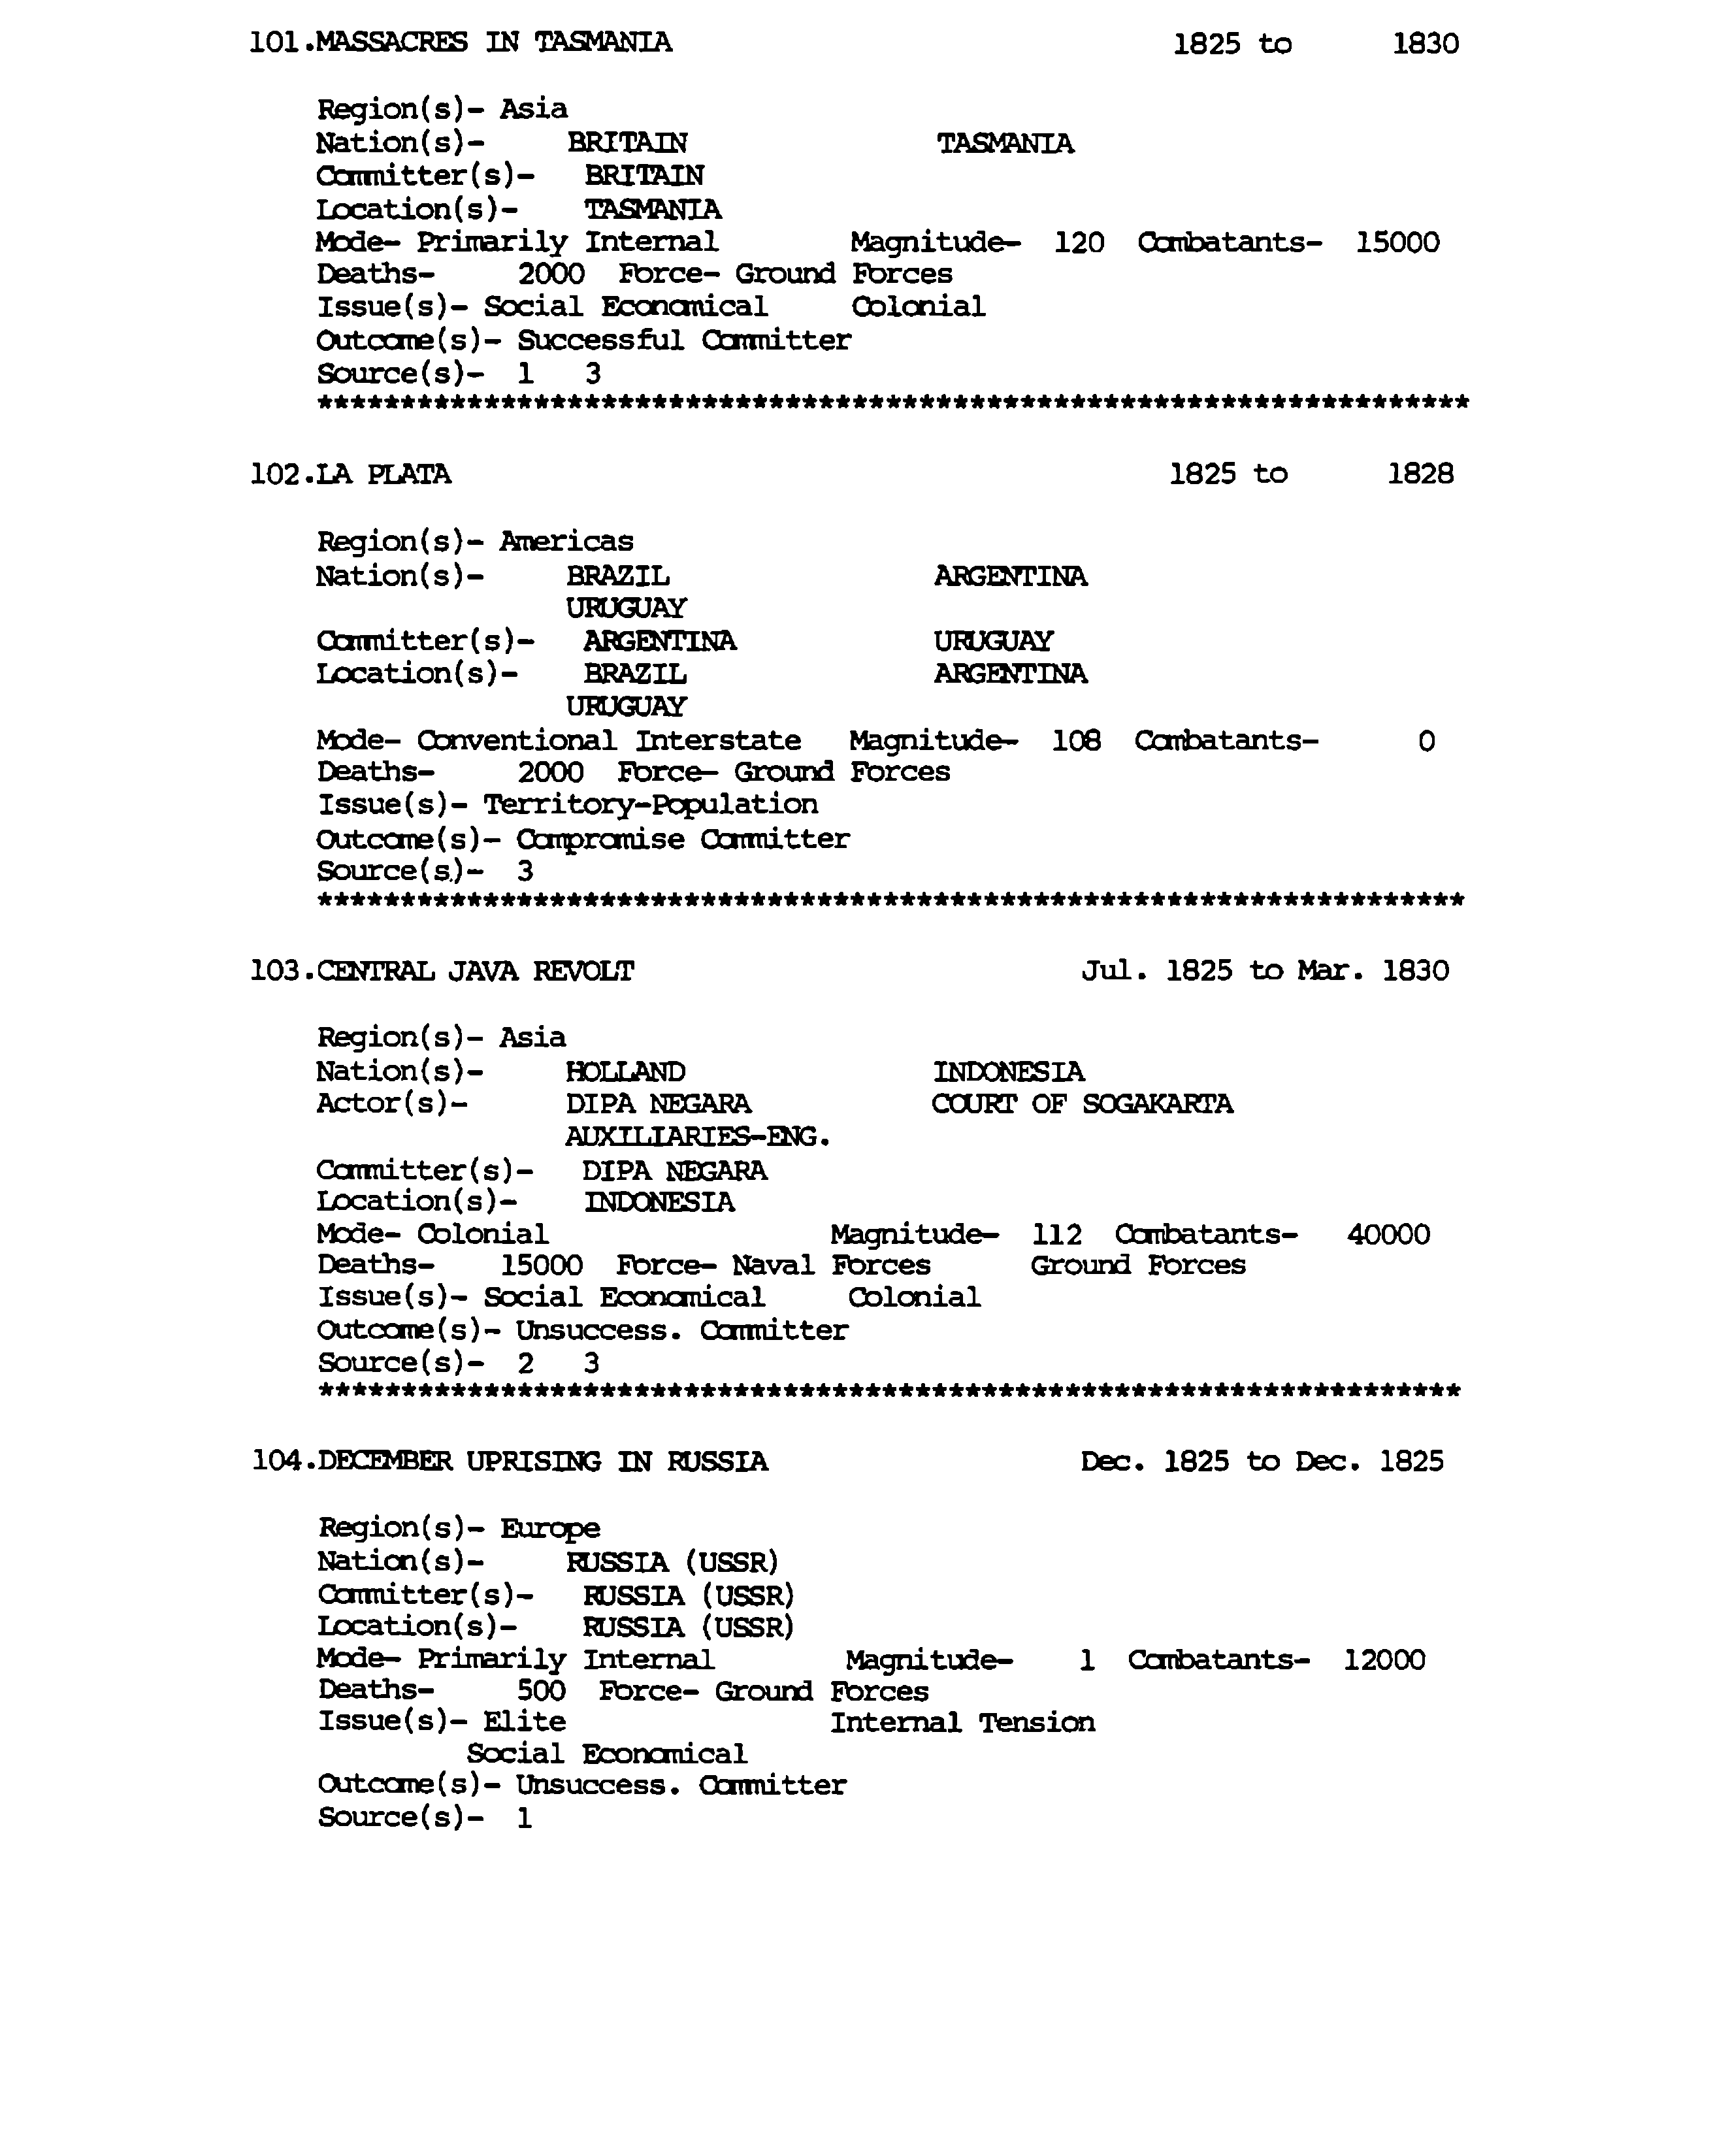 101.MASSACRES IN TASMANIA 1825 to 1830
Region(s)- Asia
Nation(s)- BRITAIN TASMANIA
Committer(s)- BRITAIN
Location(s)- TASMANIA
Mode- Primarily Internal Magnitude- 120 Combatants- 15000
Deaths- 2000 Force- Ground Forces
Issue(s)- Social Economical Colonial
Outcome(s)- Successful Committer
Source(s)- 1 3
*********************************************************************
102.LA PLATA 1825 to 1828
Region(s)- Americas
Nation(s)- BRAZIL ARGENTINA
URUGUAY
Committer(s)- ARGENTINA URUGUAY
Location(s)- BRAZIL ARGENTINA
URUGUAY
Mode- Conventional Interstate Magnitude- 108 Combatants- 0
Deaths- 2000 Force- Ground Forces
Issue(s)- Territory-Population
Outcome(s)- Compromise Committer
Source(s)- 3
*********************************************************************
103.CENTRAL JAVA REVOLT Jul. 1825 to Mar. 1830
Region(s)- Asia
Nation(s)- HOLLAND INDONESIA
Actor(s)- DIPA NEGARA COURT OF SOGAKARTA
AUXILIARIES-ENG.
Committer(s)- DIPA NEGARA
Location(s)- INDONESIA
Mode- Colonial Magnitude- 112 Combatants- 40000
Deaths- 15000 Force- Naval Forces Ground Forces
Issue(s)- Social Economical Colonial
Outcome(s)- Unsuccess. Committer
Source(s)- 2 3
*********************************************************************
104.DECEMBER UPRISING IN RUSSIA Dec. 1825 to Dec. 1825
Region(s)- Europe
Nation(s)- RUSSIA (USSR)
Committer(s)- RUSSIA (USSR)
Location(s)- RUSSIA (USSR)
Mode- Primarily Internal Magnitude- 1 Combatants- 12000
Deaths- 500 Force- Ground Forces
Issue(s)- Elite Internal Tension
Social Economical
Outcome(s)- Unsuccess. Committer
Source(s)- 1